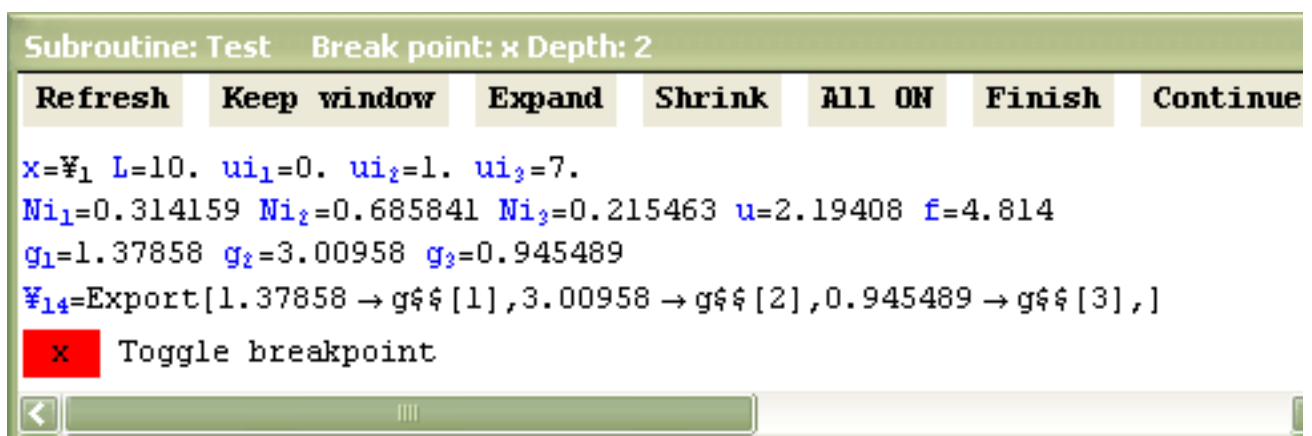 Subroutine: Test Break point: x Depth: 2
Refresh Keep window Expand Shrink All ON Finish Continue
x=¥₁ L=10. ui₁=0. ui₂=1. ui₃=7.
Ni₁=0.314159 Ni₂=0.685841 Ni₃=0.215463 u=2.19408 f=4.814
g₁=1.37858 g₂=3.00958 g₃=0.945489
¥₁₄=Export[1.37858→g$$[1],3.00958→g$$[2],0.945489→g$$[3],]
x Toggle breakpoint